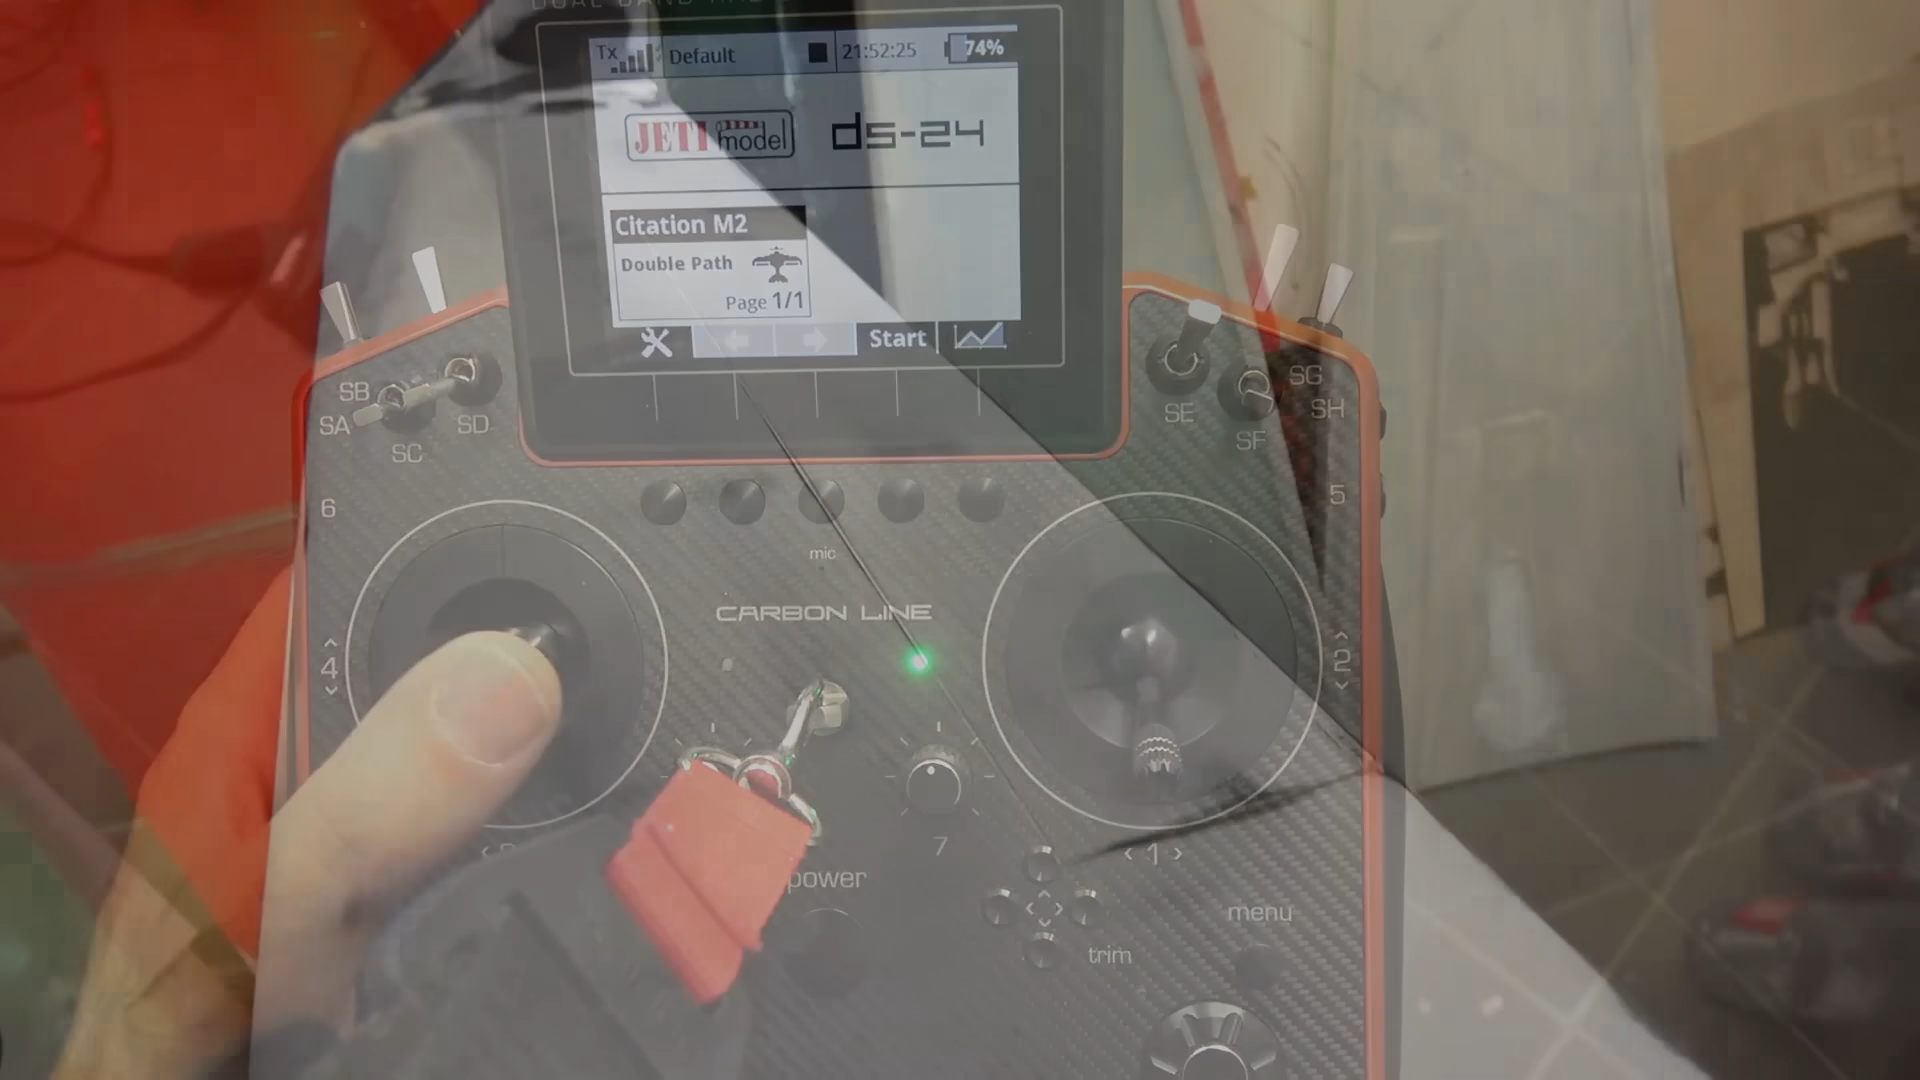 Tx Default 21:52:25 74%
JETI model ds-24
Citation M2
Double Path
Page 1/1
Start
SB
SA
SD
SC
SE
SG
SH
SF
6
5
mic
CARBON LINE
4
2
7
1
power
menu
trim